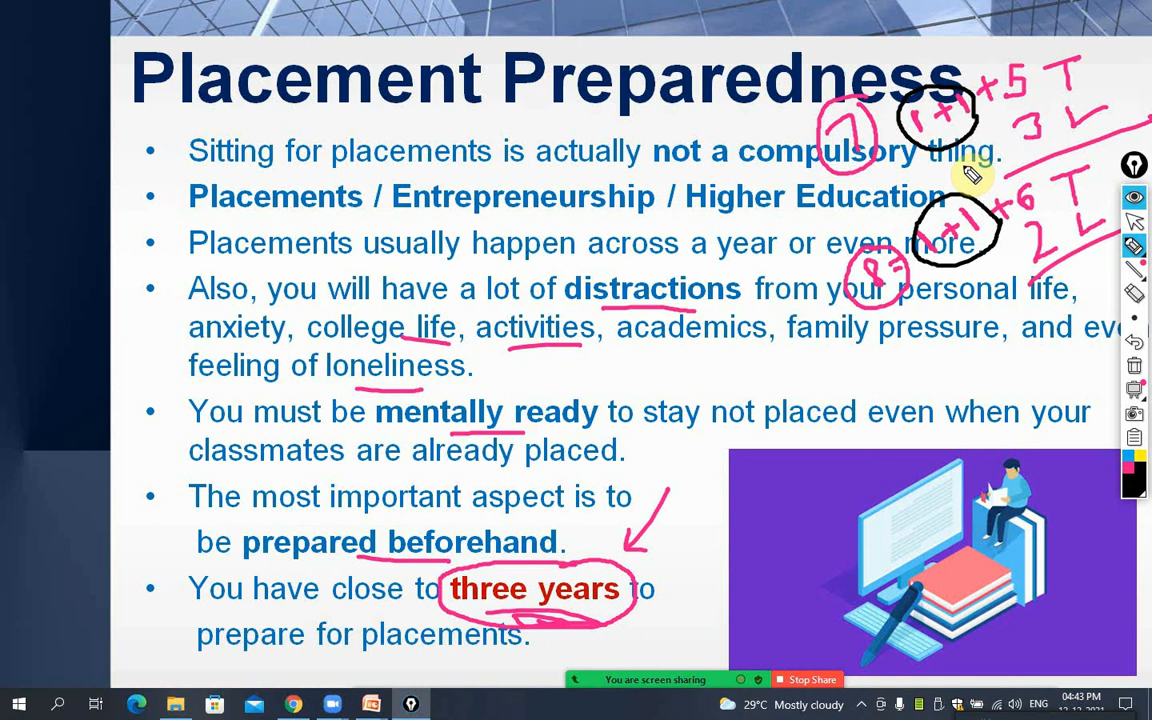 Placement Preparedness
1+1+5 T
7
3 L
• Sitting for placements is actually not a compulsory thing.
• Placements / Entrepreneurship / Higher Education
1+1+6 T
2 L
• Placements usually happen across a year or even more.
8=
• Also, you will have a lot of distractions from your personal life,
anxiety, college life, activities, academics, family pressure, and
feeling of loneliness.
• You must be mentally ready to stay not placed even when your
classmates are already placed.
• The most important aspect is to
be prepared beforehand.
• You have close to three years to
prepare for placements.
You are screen sharing
Stop Share
29°C Mostly cloudy
ENG
04:43 PM